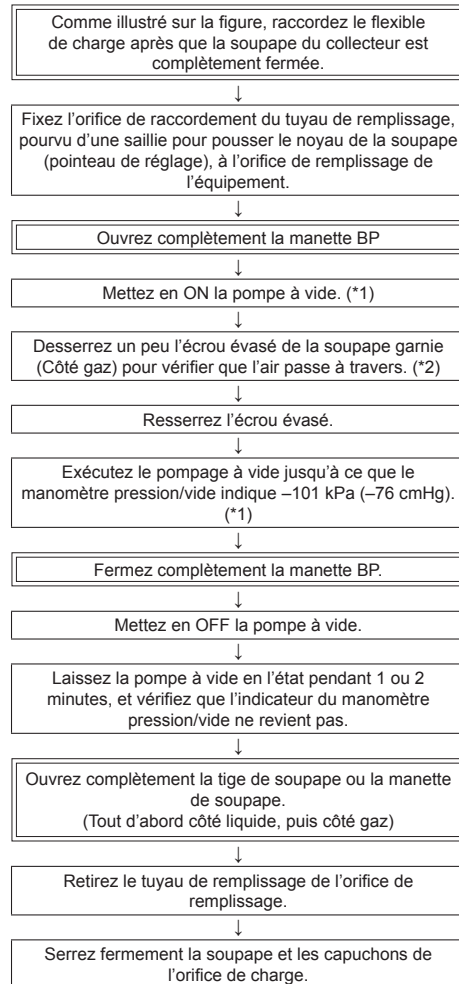 Comme illustré sur la figure, raccordez le flexible
de charge après que la soupape du collecteur est
complètement fermée.
↓
Fixez l'orifice de raccordement du tuyau de remplissage,
pourvu d'une saillie pour pousser le noyau de la soupape
(pointeau de réglage), à l'orifice de remplissage de
l'équipement.
↓
Ouvrez complètement la manette BP
↓
Mettez en ON la pompe à vide. (*1)
↓
Desserrez un peu l'écrou évasé de la soupape garnie
(Côté gaz) pour vérifier que l'air passe à travers. (*2)
↓
Resserrez l'écrou évasé.
↓
Exécutez le pompage à vide jusqu'à ce que le
manomètre pression/vide indique –101 kPa (–76 cmHg).
(*1)
↓
Fermez complètement la manette BP.
↓
Mettez en OFF la pompe à vide.
↓
Laissez la pompe à vide en l'état pendant 1 ou 2
minutes, et vérifiez que l'indicateur du manomètre
pression/vide ne revient pas.
↓
Ouvrez complètement la tige de soupape ou la manette
de soupape.
(Tout d'abord côté liquide, puis côté gaz)
↓
Retirez le tuyau de remplissage de l'orifice de
remplissage.
↓
Serrez fermement la soupape et les capuchons de
l'orifice de charge.